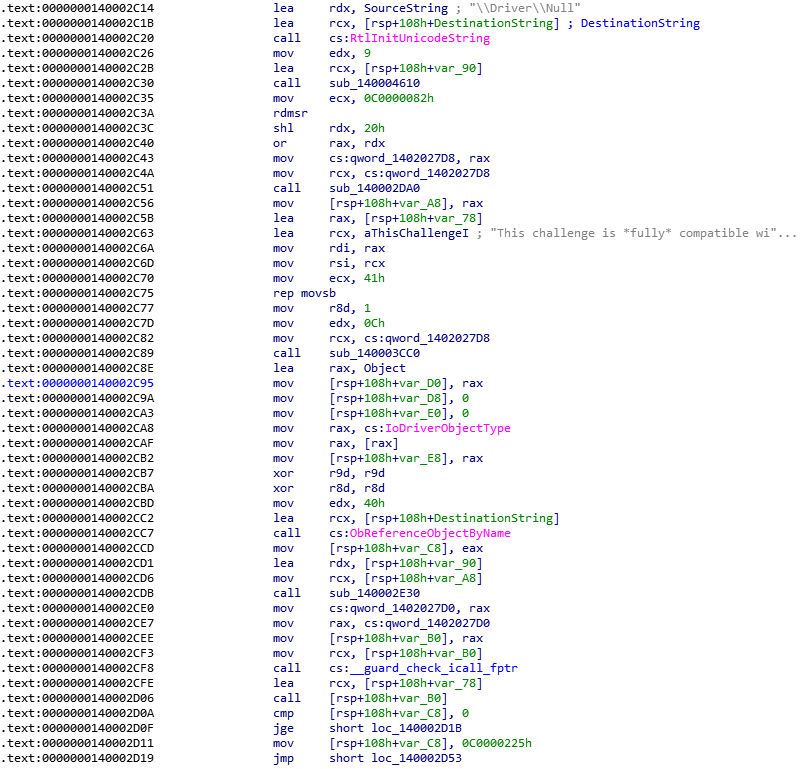 .text:0000000140002C14 lea rdx, SourceString ; "\\Driver\\Null"
.text:0000000140002C1B lea rcx, [rsp+108h+DestinationString] ; DestinationString
.text:0000000140002C20 call cs:RtlInitUnicodeString
.text:0000000140002C26 mov edx, 9
.text:0000000140002C2B lea rcx, [rsp+108h+var_90]
.text:0000000140002C30 call sub_140004610
.text:0000000140002C35 mov ecx, 0C0000082h
.text:0000000140002C3A rdmsr
.text:0000000140002C3C shl rdx, 20h
.text:0000000140002C40 or rax, rdx
.text:0000000140002C43 mov cs:qword_1402027D8, rax
.text:0000000140002C4A mov rcx, cs:qword_1402027D8
.text:0000000140002C51 call sub_140002DA0
.text:0000000140002C56 mov [rsp+108h+var_A8], rax
.text:0000000140002C5B lea rax, [rsp+108h+var_78]
.text:0000000140002C63 lea rcx, aThisChallengeI ; "This challenge is *fully* compatible wi"...
.text:0000000140002C6A mov rdi, rax
.text:0000000140002C6D mov rsi, rcx
.text:0000000140002C70 mov ecx, 41h
.text:0000000140002C75 rep movsb
.text:0000000140002C77 mov r8d, 1
.text:0000000140002C7D mov edx, 0Ch
.text:0000000140002C82 mov rcx, cs:qword_1402027D8
.text:0000000140002C89 call sub_140003CC0
.text:0000000140002C8E lea rax, Object
.text:0000000140002C95 mov [rsp+108h+var_D0], rax
.text:0000000140002C9A mov [rsp+108h+var_D8], 0
.text:0000000140002CA3 mov [rsp+108h+var_E0], 0
.text:0000000140002CA8 mov rax, cs:IoDriverObjectType
.text:0000000140002CAF mov rax, [rax]
.text:0000000140002CB2 mov [rsp+108h+var_E8], rax
.text:0000000140002CB7 xor r9d, r9d
.text:0000000140002CBA xor r8d, r8d
.text:0000000140002CBD mov edx, 40h
.text:0000000140002CC2 lea rcx, [rsp+108h+DestinationString]
.text:0000000140002CC7 call cs:ObReferenceObjectByName
.text:0000000140002CCD mov [rsp+108h+var_C8], eax
.text:0000000140002CD1 lea rdx, [rsp+108h+var_90]
.text:0000000140002CD6 mov rcx, [rsp+108h+var_A8]
.text:0000000140002CDB call sub_140002E30
.text:0000000140002CE0 mov cs:qword_1402027D0, rax
.text:0000000140002CE7 mov rax, cs:qword_1402027D0
.text:0000000140002CEE mov [rsp+108h+var_B0], rax
.text:0000000140002CF3 mov rcx, [rsp+108h+var_B0]
.text:0000000140002CF8 call cs:__guard_check_icall_fptr
.text:0000000140002CFE lea rcx, [rsp+108h+var_78]
.text:0000000140002D06 call [rsp+108h+var_B0]
.text:0000000140002D0A cmp [rsp+108h+var_C8], 0
.text:0000000140002D0F jge short loc_140002D1B
.text:0000000140002D11 mov [rsp+108h+var_C8], 0C0000225h
.text:0000000140002D19 jmp short loc_140002D53